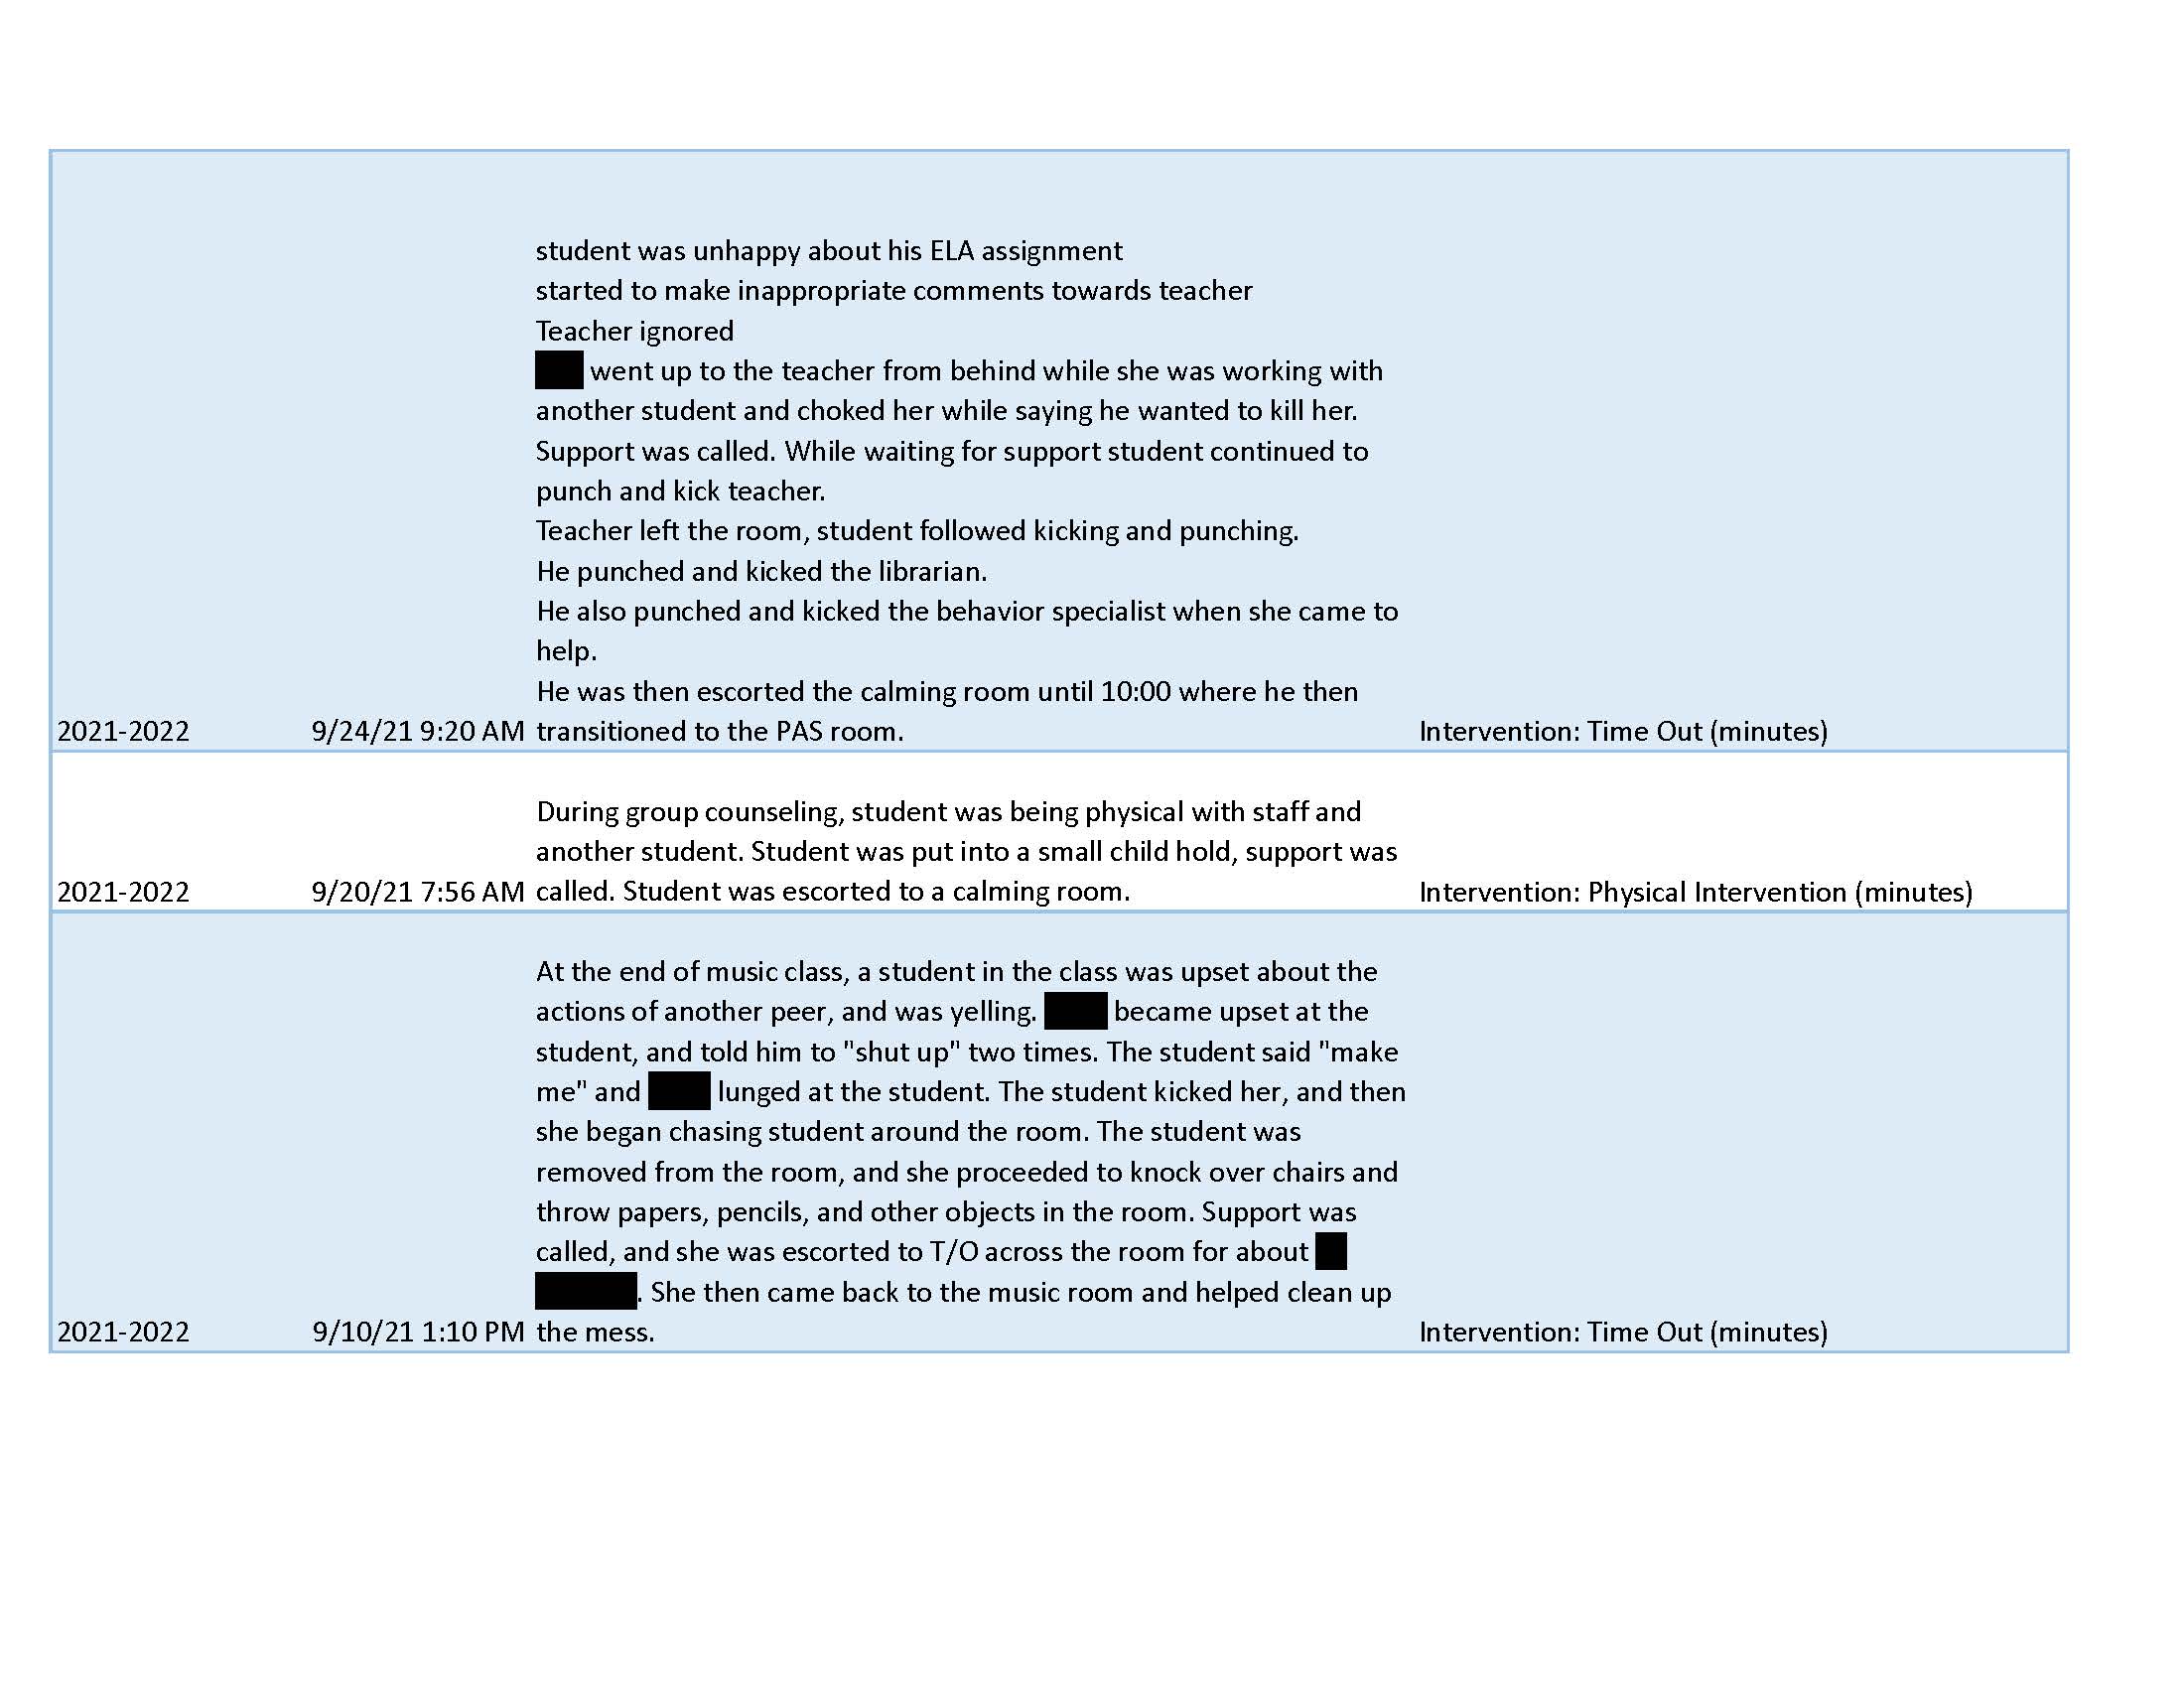 student was unhappy about his ELA assignment
started to make inappropriate comments towards teacher
Teacher ignored
went up to the teacher from behind while she was working with
another student and choked her while saying he wanted to kill her.
Support was called. While waiting for support student continued to
punch and kick teacher.
Teacher left the room, student followed kicking and punching.
He punched and kicked the librarian.
He also punched and kicked the behavior specialist when she came to
help.
He was then escorted the calming room until 10:00 where he then
2021-2022 9/24/21 9:20 AM transitioned to the PAS room. Intervention: Time Out (minutes)
During group counseling, student was being physical with staff and
another student. Student was put into a small child hold, support was
2021-2022 9/20/21 7:56 AM called. Student was escorted to a calming room. Intervention: Physical Intervention (minutes)
At the end of music class, a student in the class was upset about the
actions of another peer, and was yelling. became upset at the
student, and told him to "shut up" two times. The student said "make
me" and lunged at the student. The student kicked her, and then
she began chasing student around the room. The student was
removed from the room, and she proceeded to knock over chairs and
throw papers, pencils, and other objects in the room. Support was
called, and she was escorted to T/O across the room for about
. She then came back to the music room and helped clean up
2021-2022 9/10/21 1:10 PM the mess. Intervention: Time Out (minutes)